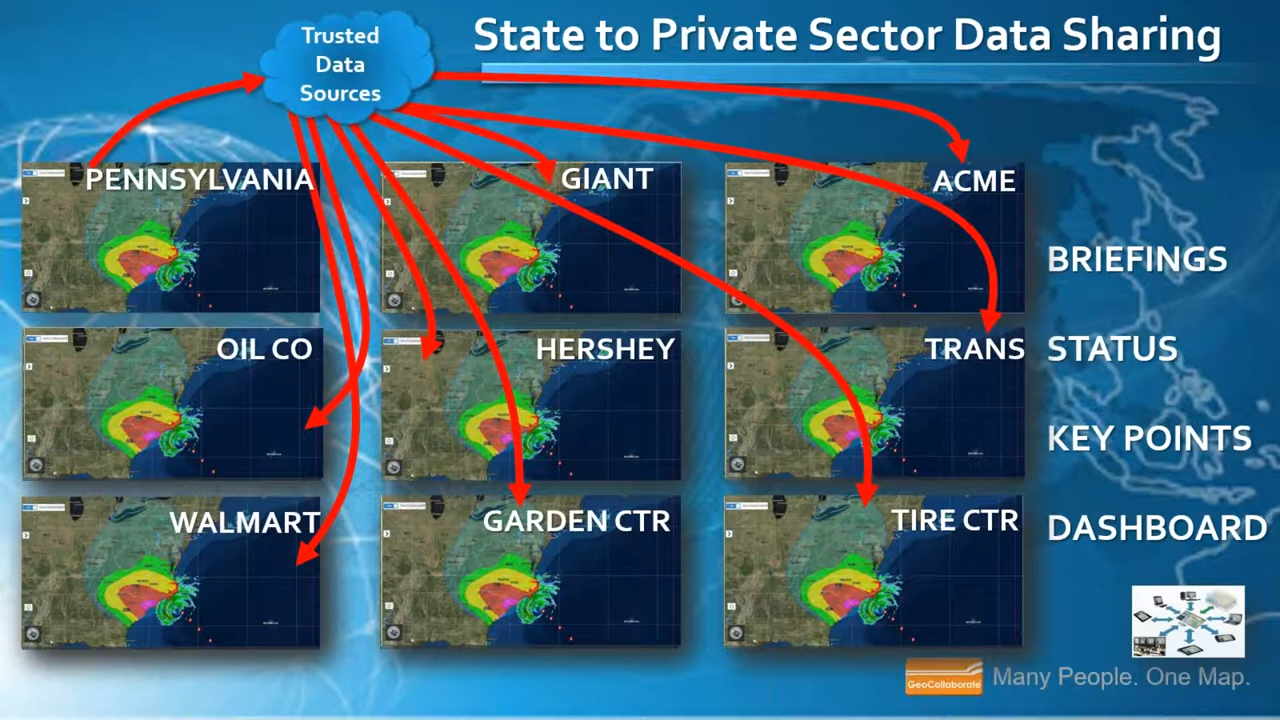 State to Private Sector Data Sharing
Trusted
Data
Sources
PENNSYLVANIA
GIANT
ACME
BRIEFINGS
OIL CO
HERSHEY
TRANS
STATUS
KEY POINTS
WALMART
GARDEN CTR
TIRE CTR
DASHBOARD
GeoCollaborate
Many People. One Map.